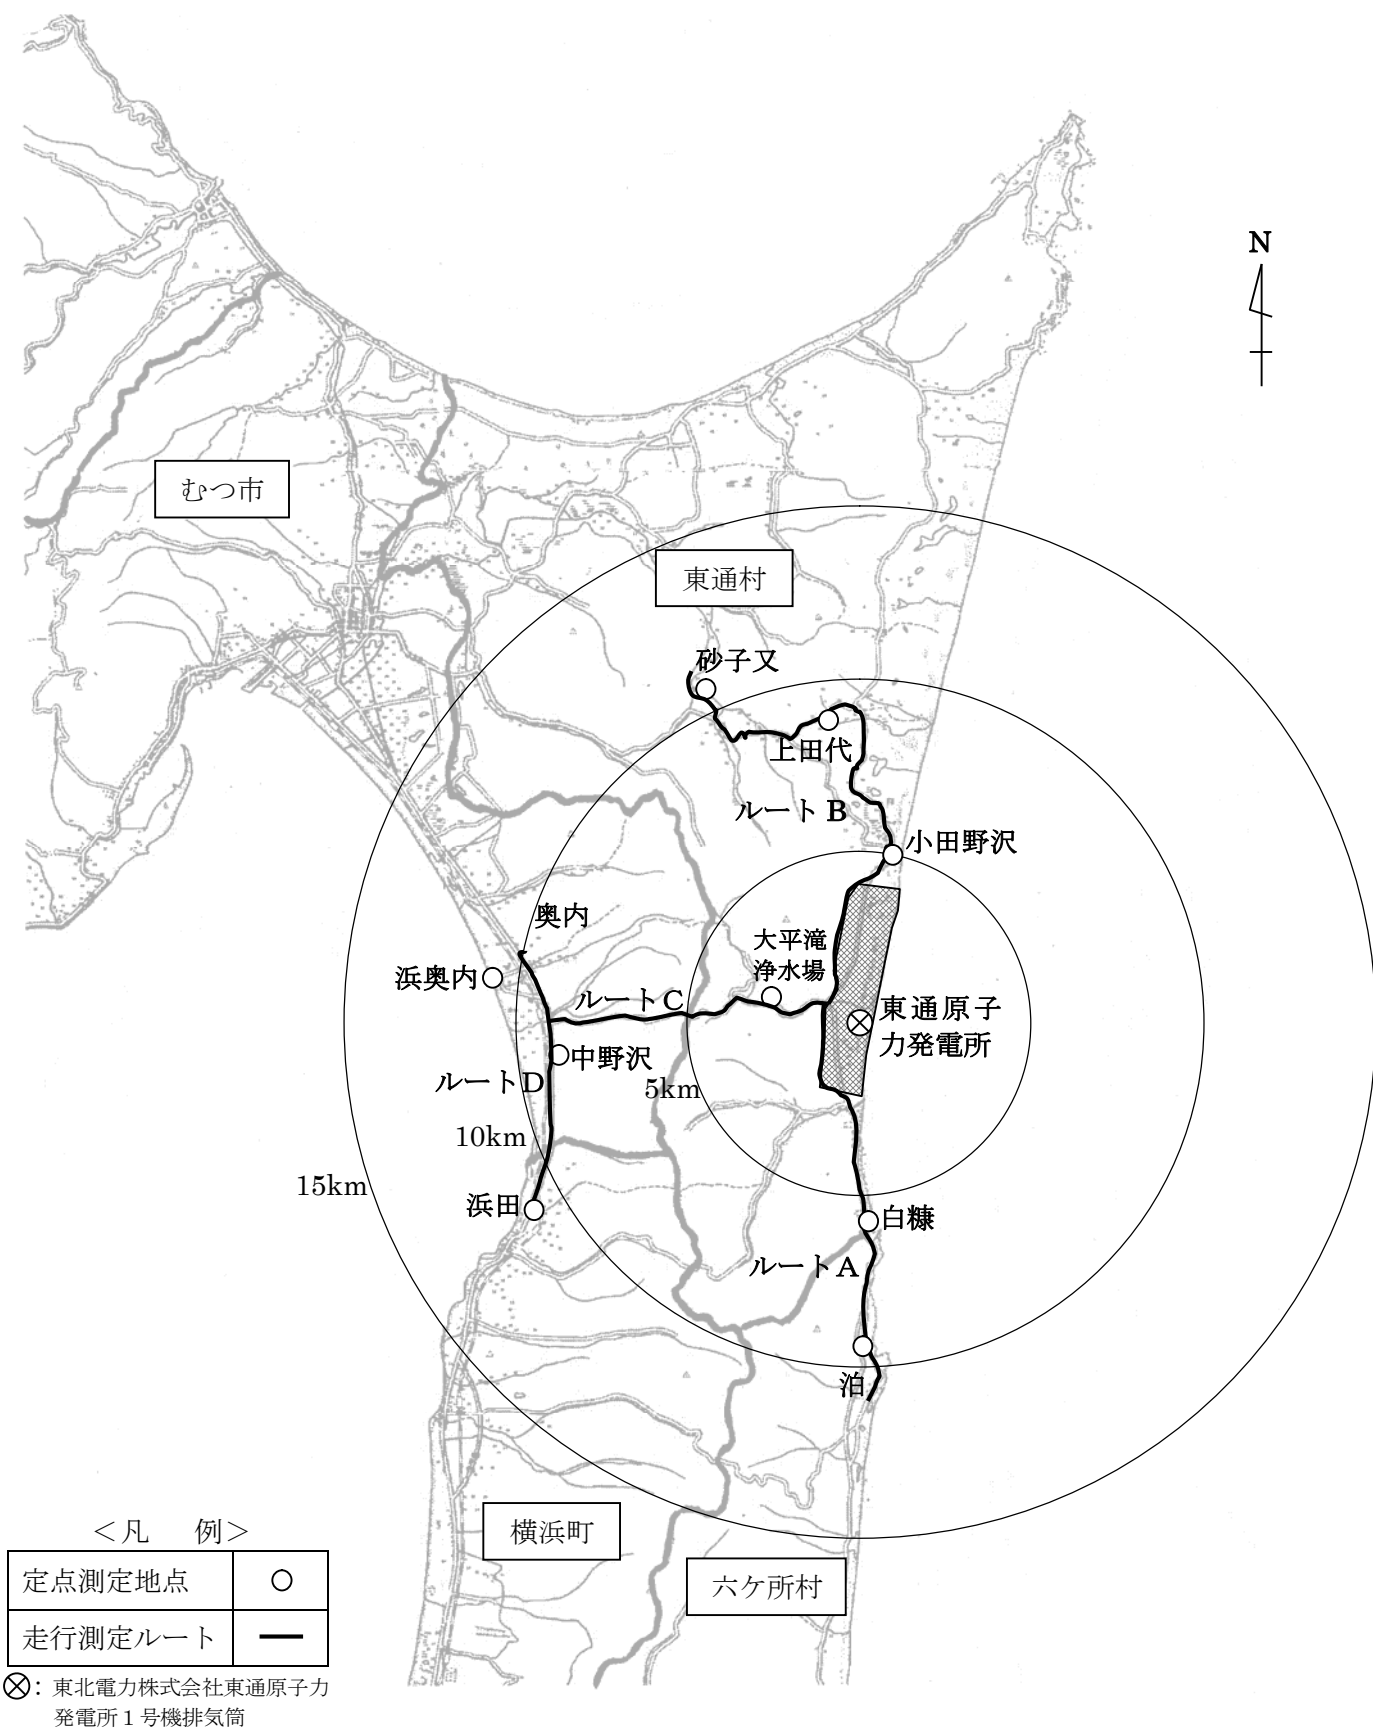 N
むつ市
東通村
砂子又
上田代
ルートB
小田野沢
奥内
大平滝
浄水場
浜奥内
ルートC
東通原子
力発電所
中野沢
ルートD
5km
10km
15km
浜田
白糠
ルートA
泊
横浜町
六ケ所村
＜凡　例＞
定点測定地点 ○
走行測定ルート
⊗：東北電力株式会社東通原子力
発電所1号機排気筒